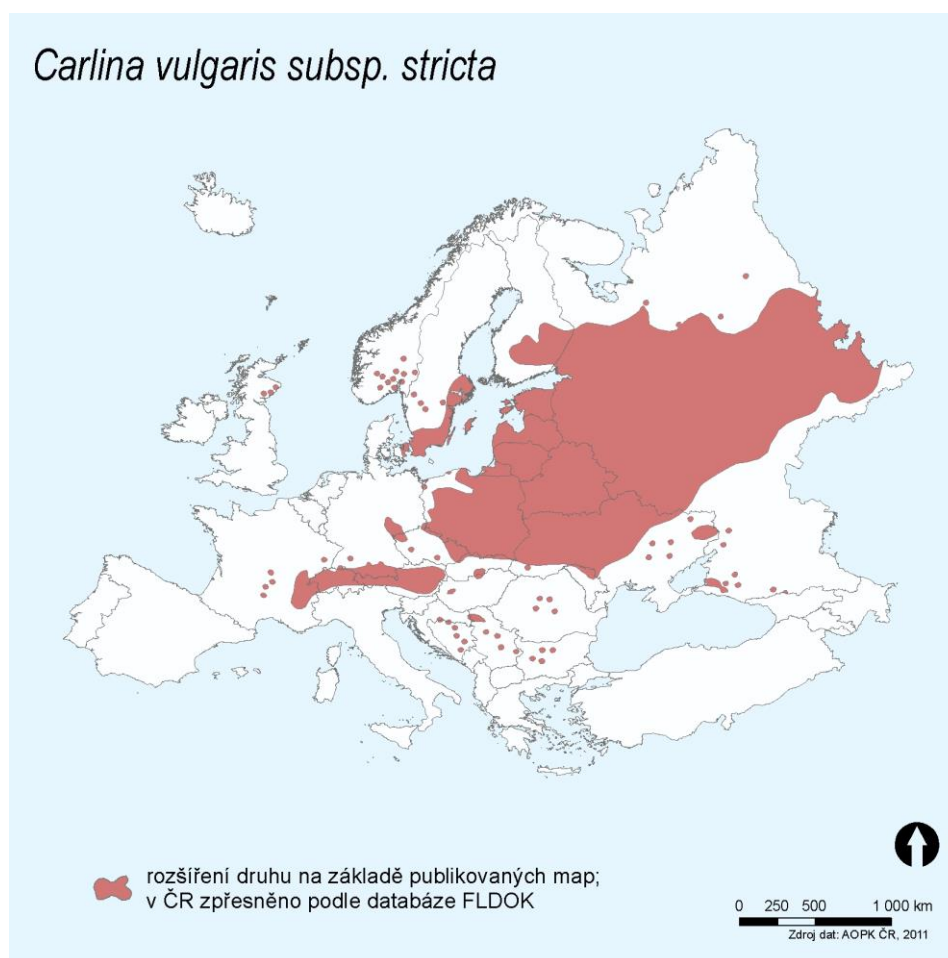 Carlina vulgaris subsp. stricta
rozšíření druhu na základě publikovaných map;
v ČR zpřesněno podle databáze FLDOK
0 250 500 1 000 km
Zdroj dat: AOPK ČR, 2011